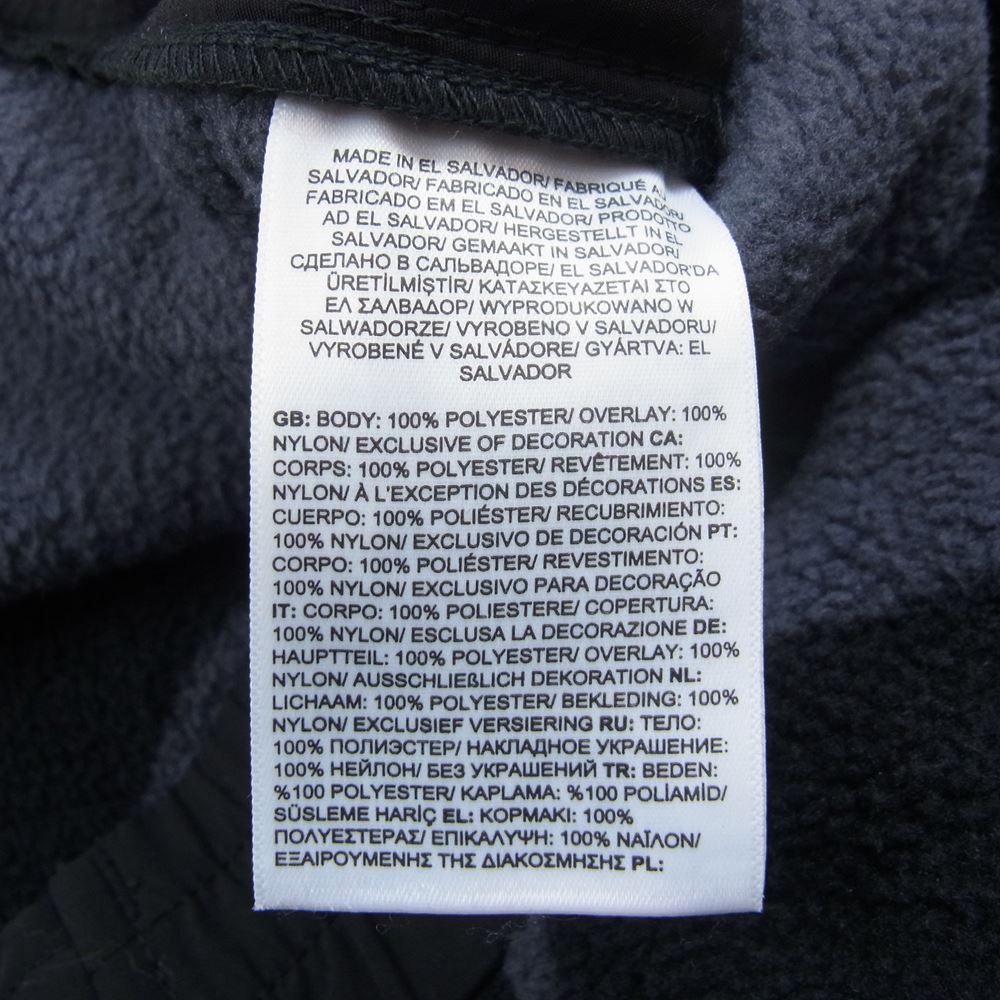 MADE IN EL SALVADOR/ FABRIQUÉ AU
SALVADOR/ FABRICADO EN EL SALVADOR/
FABRICADO EM EL SALVADOR/ PRODOTTO
AD EL SALVADOR/ HERGESTELLT IN EL
SALVADOR/ GEMAAKT IN SALVADOR/
СДЕЛАНО В САЛЬВАДОРЕ/ EL SALVADOR'DA
ÜRETİLMİŞTİR/ ΚΑΤΑΣΚΕΥΑΖΕΤΑΙ ΣΤΟ
ΕΛ ΣΑΛΒΑΔΟΡ/ WYPRODUKOWANO W
SALWADORZE/ VYROBENO V SALVADORU/
VYROBENÉ V SALVÁDORE/ GYÁRTVA: EL
SALVADOR
GB: BODY: 100% POLYESTER/ OVERLAY: 100%
NYLON/ EXCLUSIVE OF DECORATION CA:
CORPS: 100% POLYESTER/ REVÊTEMENT: 100%
NYLON/ À L'EXCEPTION DES DÉCORATIONS ES:
CUERPO: 100% POLIÉSTER/ RECUBRIMIENTO:
100% NYLON/ EXCLUSIVO DE DECORACIÓN PT:
CORPO: 100% POLIÉSTER/ REVESTIMENTO:
100% NYLON/ EXCLUSIVO PARA DECORAÇÃO
IT: CORPO: 100% POLIESTERE/ COPERTURA:
100% NYLON/ ESCLUSA LA DECORAZIONE DE:
HAUPTTEIL: 100% POLYESTER/ OVERLAY: 100%
NYLON/ AUSSCHLIEßLICH DEKORATION NL:
LICHAAM: 100% POLYESTER/ BEKLEDING: 100%
NYLON/ EXCLUSIEF VERSIERING RU: ТЕЛО:
100% ПОЛИЭСТЕР/ НАКЛАДНОЕ УКРАШЕНИЕ:
100% НЕЙЛОН/ БЕЗ УКРАШЕНИЙ TR: BEDEN:
%100 POLYESTER/ KAPLAMA: %100 POLİAMİD/
SÜSLEME HARİÇ EL: ΚΟΡΜΑΚΙ: 100%
ΠΟΛΥΕΣΤΕΡΑΣ/ ΕΠΙΚΑΛΥΨΗ: 100% ΝΑΪΛΟΝ/
ΕΞΑΙΡΟΥΜΕΝΗΣ ΤΗΣ ΔΙΑΚΟΣΜΗΣΗΣ PL: